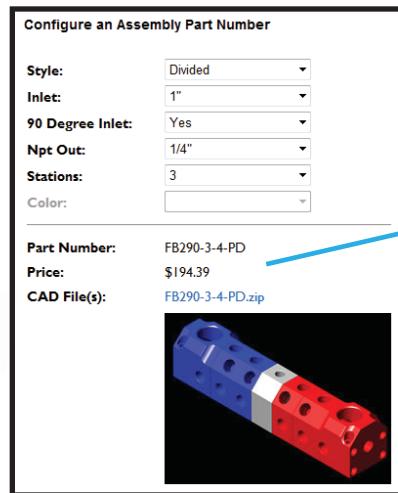 Configure an Assembly Part Number
Style: Divided
Inlet: 1"
90 Degree Inlet: Yes
Npt Out: 1/4"
Stations: 3
Color:
Part Number: FB290-3-4-PD
Price: $194.39
CAD File(s): FB290-3-4-PD.zip